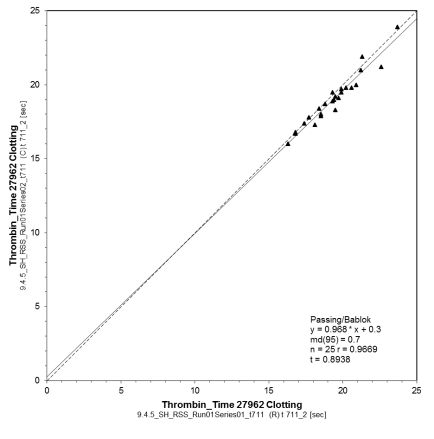 25
20
15
10
5
0
Thrombin_Time 27962 Clotting
9.4.5_SH_RSS_Run01Series02_t711 (C) t 711_2 [sec]
Passing/Bablok
y = 0.968 * x + 0.3
md(95) = 0.7
n = 25 r = 0.9669
t = 0.8938
0 5 10 15 20 25
Thrombin_Time 27962 Clotting
9.4.5_SH_RSS_Run01Series01_t711 (R) t 711_2 [sec]